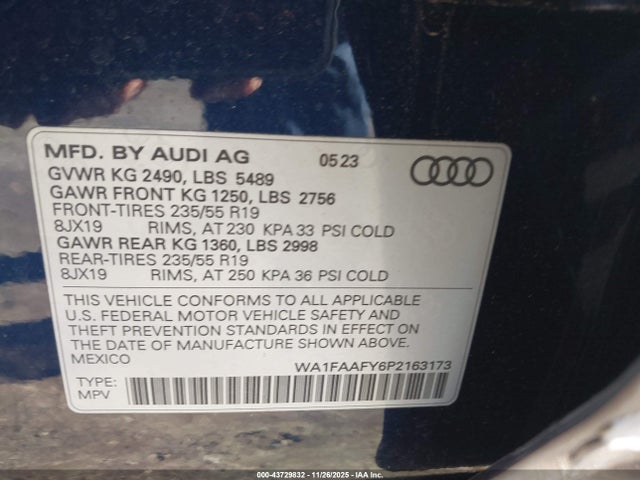 MFD. BY AUDI AG 05 23
GVWR KG 2490, LBS 5489
GAWR FRONT KG 1250, LBS 2756
FRONT-TIRES 235/55 R19
8JX19 RIMS, AT 230 KPA 33 PSI COLD
GAWR REAR KG 1360, LBS 2998
REAR-TIRES 235/55 R19
8JX19 RIMS, AT 250 KPA 36 PSI COLD
THIS VEHICLE CONFORMS TO ALL APPLICABLE
U.S. FEDERAL MOTOR VEHICLE SAFETY AND
THEFT PREVENTION STANDARDS IN EFFECT ON
THE DATE OF MANUFACTURE SHOWN ABOVE.
MEXICO WA1FAAFY6P2163173
TYPE:
MPV
00-43729832 - 11/26/2025 - IAA Inc.